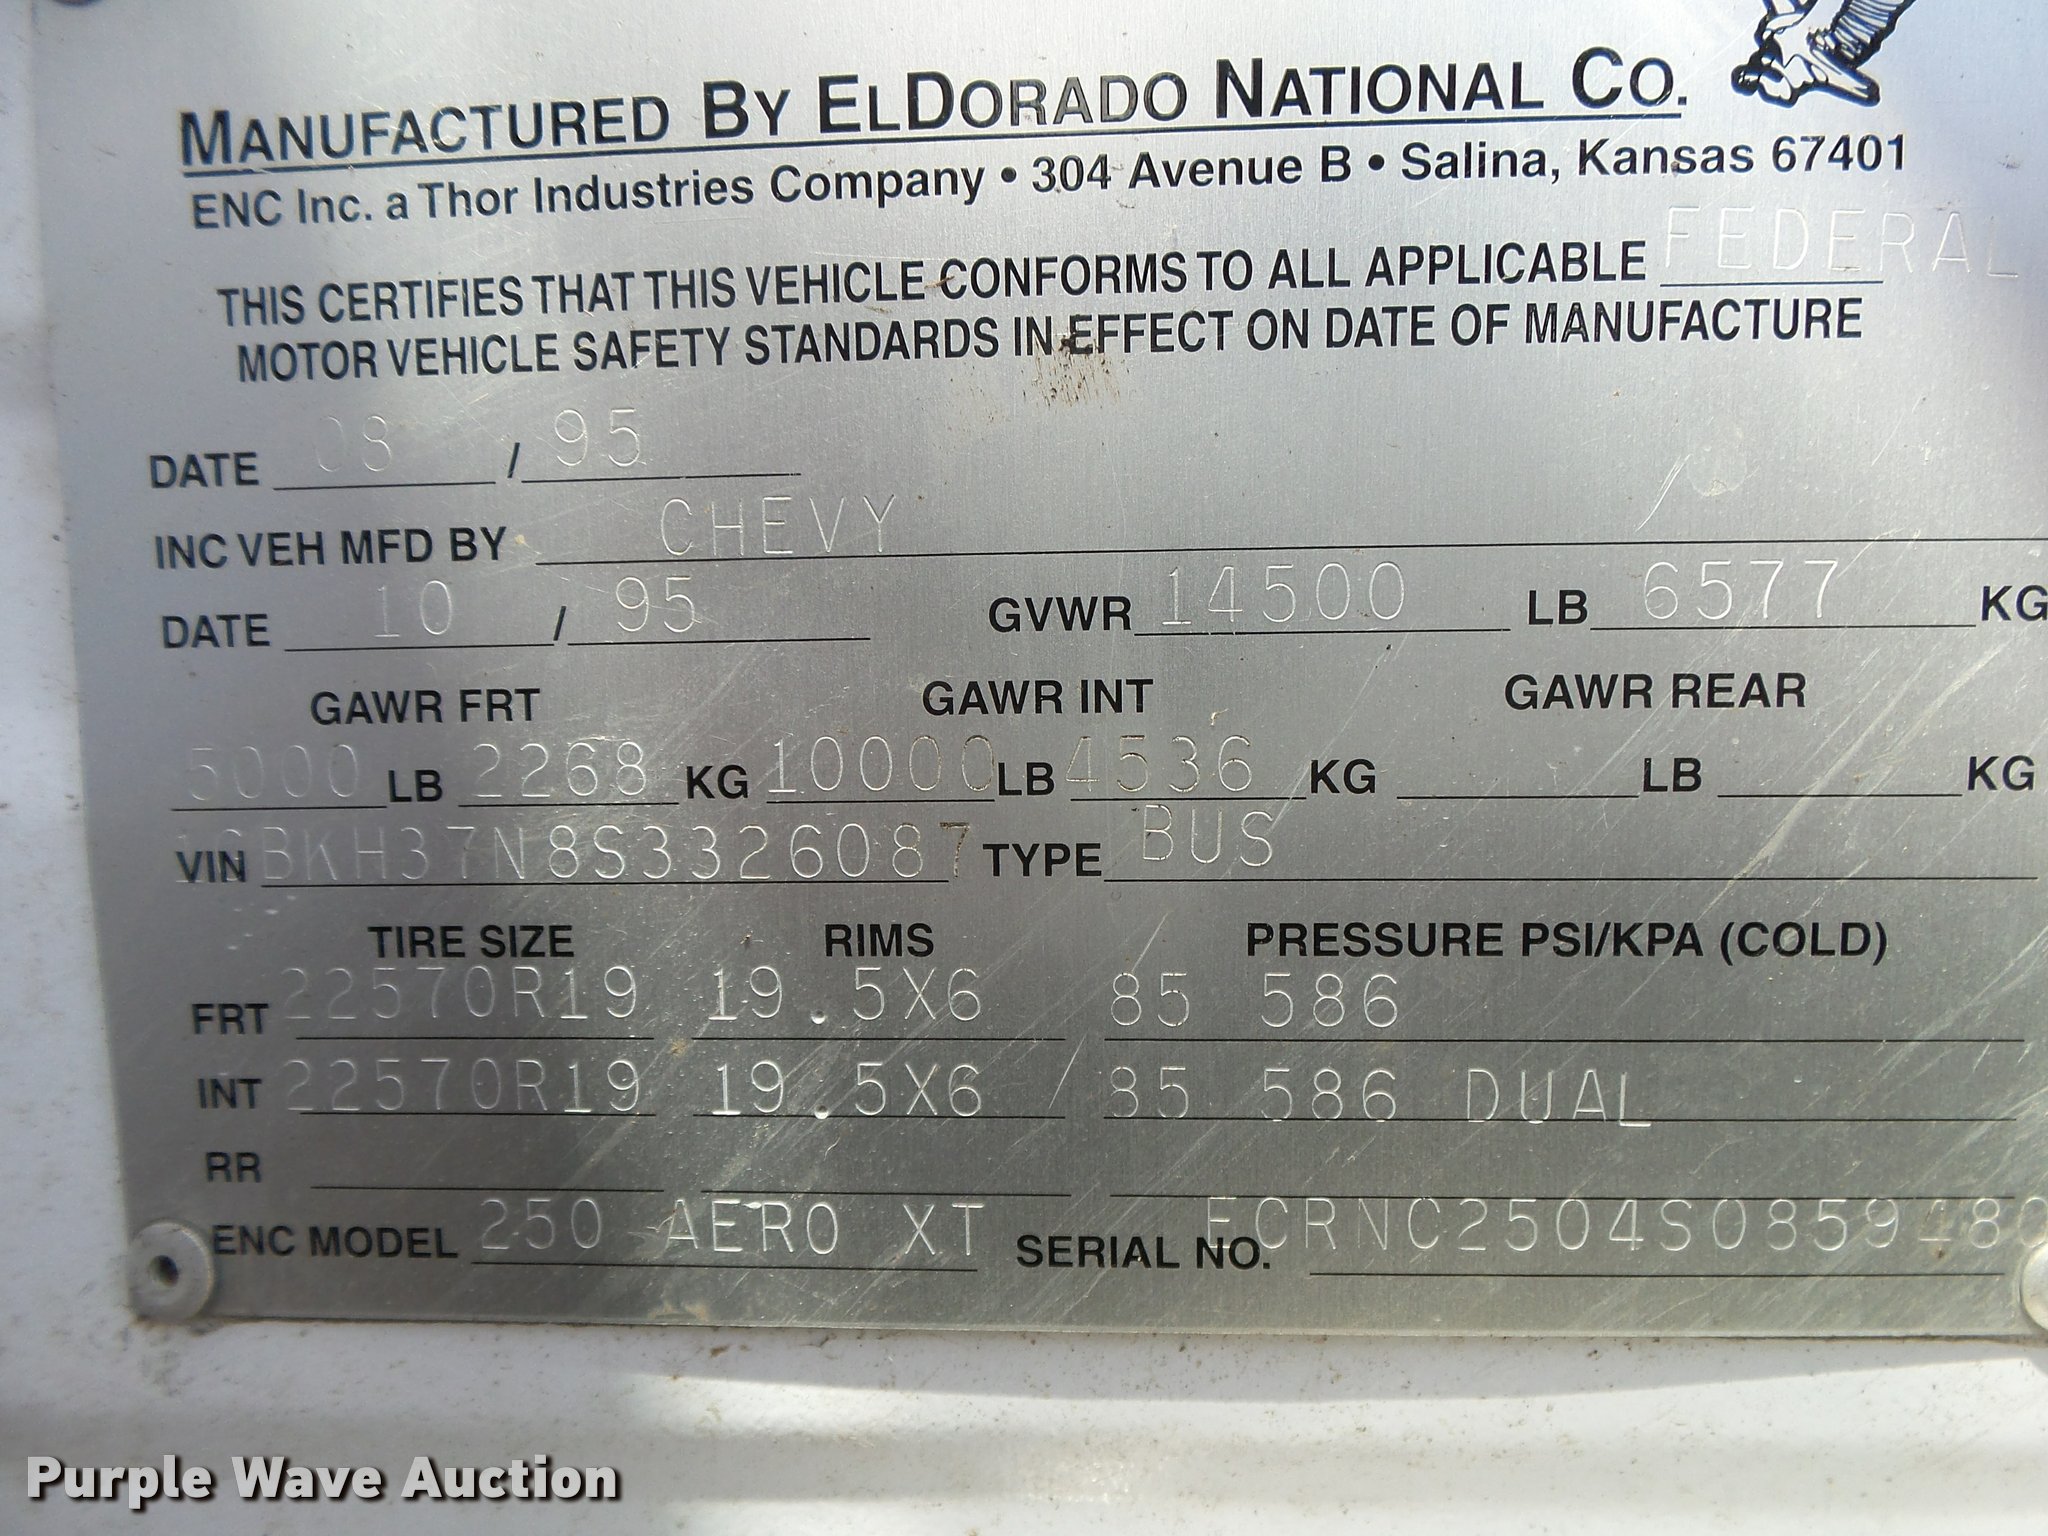 MANUFACTURED BY ELDORADO NATIONAL CO.
ENC Inc. a Thor Industries Company • 304 Avenue B • Salina, Kansas 67401
THIS CERTIFIES THAT THIS VEHICLE CONFORMS TO ALL APPLICABLE FEDERAL
MOTOR VEHICLE SAFETY STANDARDS IN EFFECT ON DATE OF MANUFACTURE
DATE 08 / 95
INC VEH MFD BY CHEVY
DATE 10 / 95 GVWR 14500 LB 6577 KG
GAWR FRT GAWR INT GAWR REAR
5000 LB 2268 KG 10000 LB 4536 KG LB KG
VIN 1GBKH37N8S3326087 TYPE BUS
TIRE SIZE RIMS PRESSURE PSI/KPA (COLD)
FRT 22570R19 19.5X6 85 586
INT 22570R19 19.5X6 85 586 DUAL
RR
ENC MODEL 250 AERO XT SERIAL NO.
Purple Wave Auction